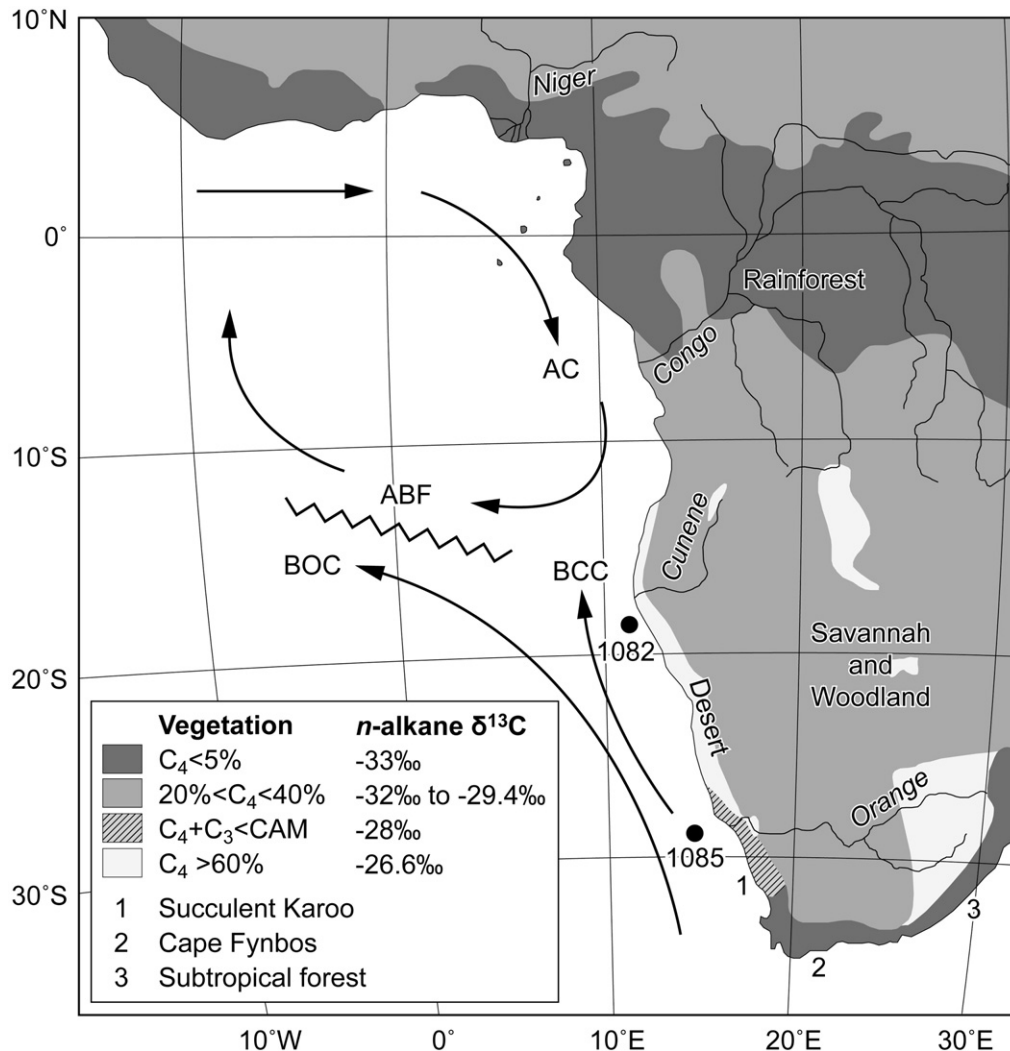 10˚N
Niger
0˚
Rainforest
Congo
AC
10˚S
ABF
Cunene
BOC
BCC
1082
Savannah
and
Woodland
20˚S
Desert
Vegetation n-alkane δ¹³C
C₄<5% -33‰
20%<C₄<40% -32‰ to -29.4‰
C₄+C₃<CAM -28‰
C₄ >60% -26.6‰
1 Succulent Karoo
2 Cape Fynbos
3 Subtropical forest
Orange
1085
1
30˚S
3
2
10˚W 0˚ 10˚E 20˚E 30˚E